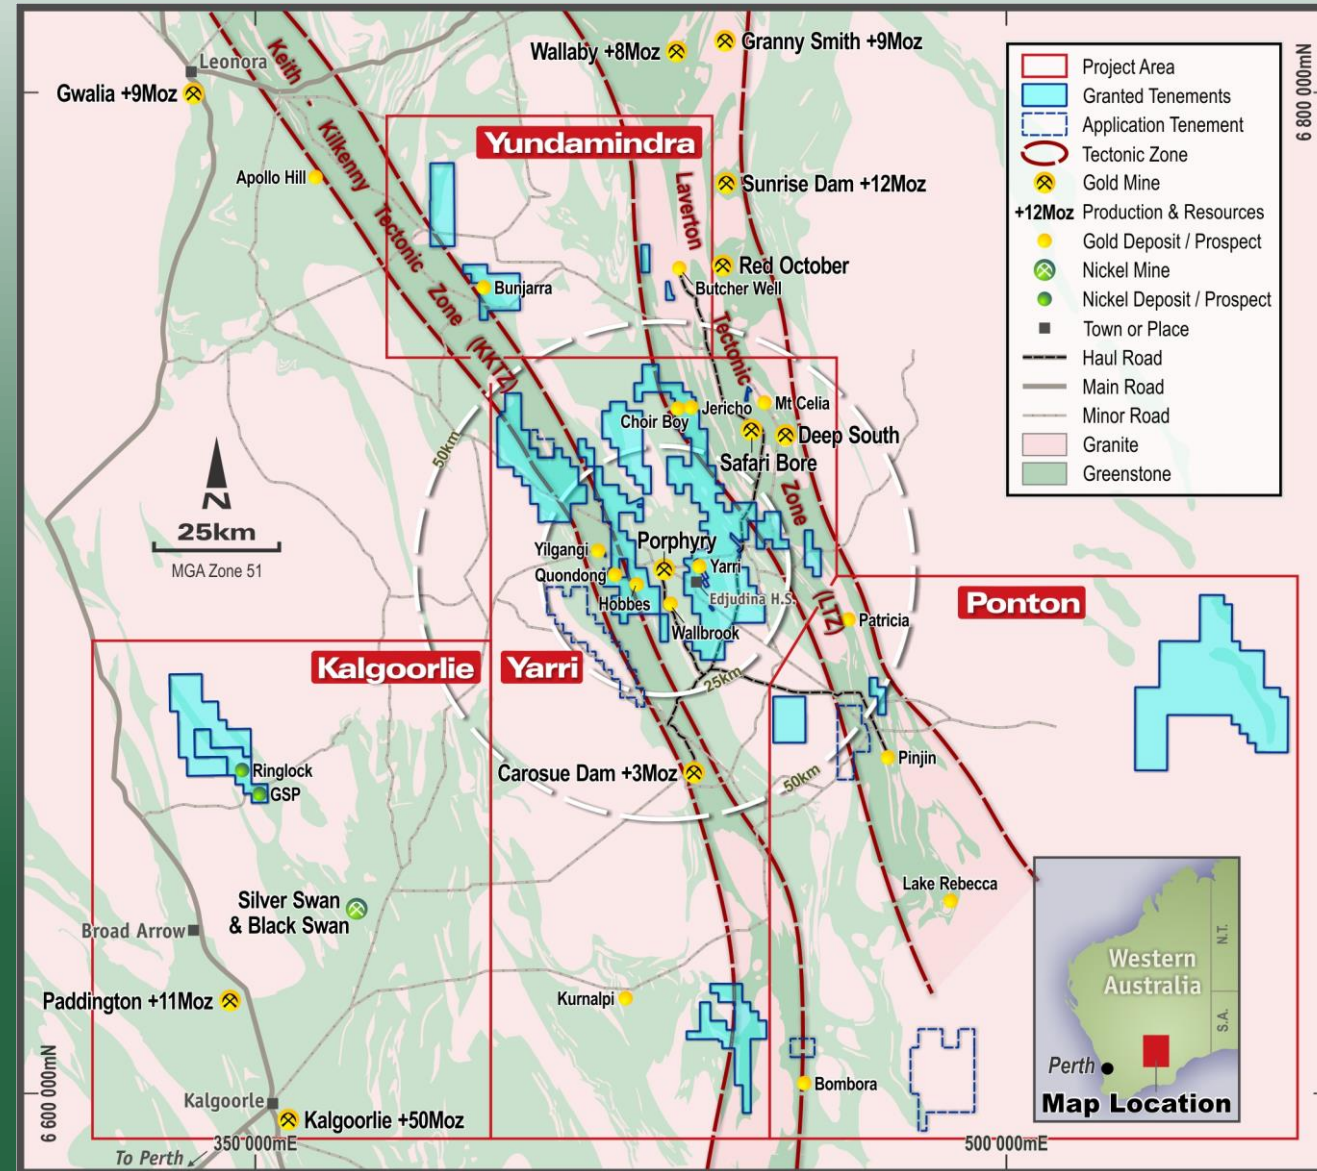 Leonora
Keith
Kilkenny
Tectonic
Zone
(KKTZ)
Wallaby +8Moz
Granny Smith +9Moz
Gwalia +9Moz
Apollo Hill
Yundamindra
Laverton
Tectonic
Zone
(LTZ)
Sunrise Dam +12Moz
Red October
Butcher Well
Bunjarra
Project Area
Granted Tenements
Application Tenement
Tectonic Zone
Gold Mine
+12Moz Production & Resources
Gold Deposit / Prospect
Nickel Mine
Nickel Deposit / Prospect
Town or Place
Haul Road
Main Road
Minor Road
Granite
Greenstone
6 800 000mN
N
25km
MGA Zone 51
50km
Choir Boy
Jericho
Mt Celia
Deep South
Safari Bore
Porphyry
Yilgangi
Quondong
Hobbes
Yarri
Edjudina H.S.
Wallbrook
Patricia
Ponton
Kalgoorlie
Yarri
25km
50km
Carosue Dam +3Moz
Pinjin
Ringlock
GSP
Silver Swan
& Black Swan
Broad Arrow
Paddington +11Moz
Kurnalpi
Lake Rebecca
Bombora
Kalgoorle
Kalgoorlie +50Moz
6 600 000mN
350 000mE
500 000mE
To Perth
Western
Australia
N.T.
S.A.
Perth
Map Location